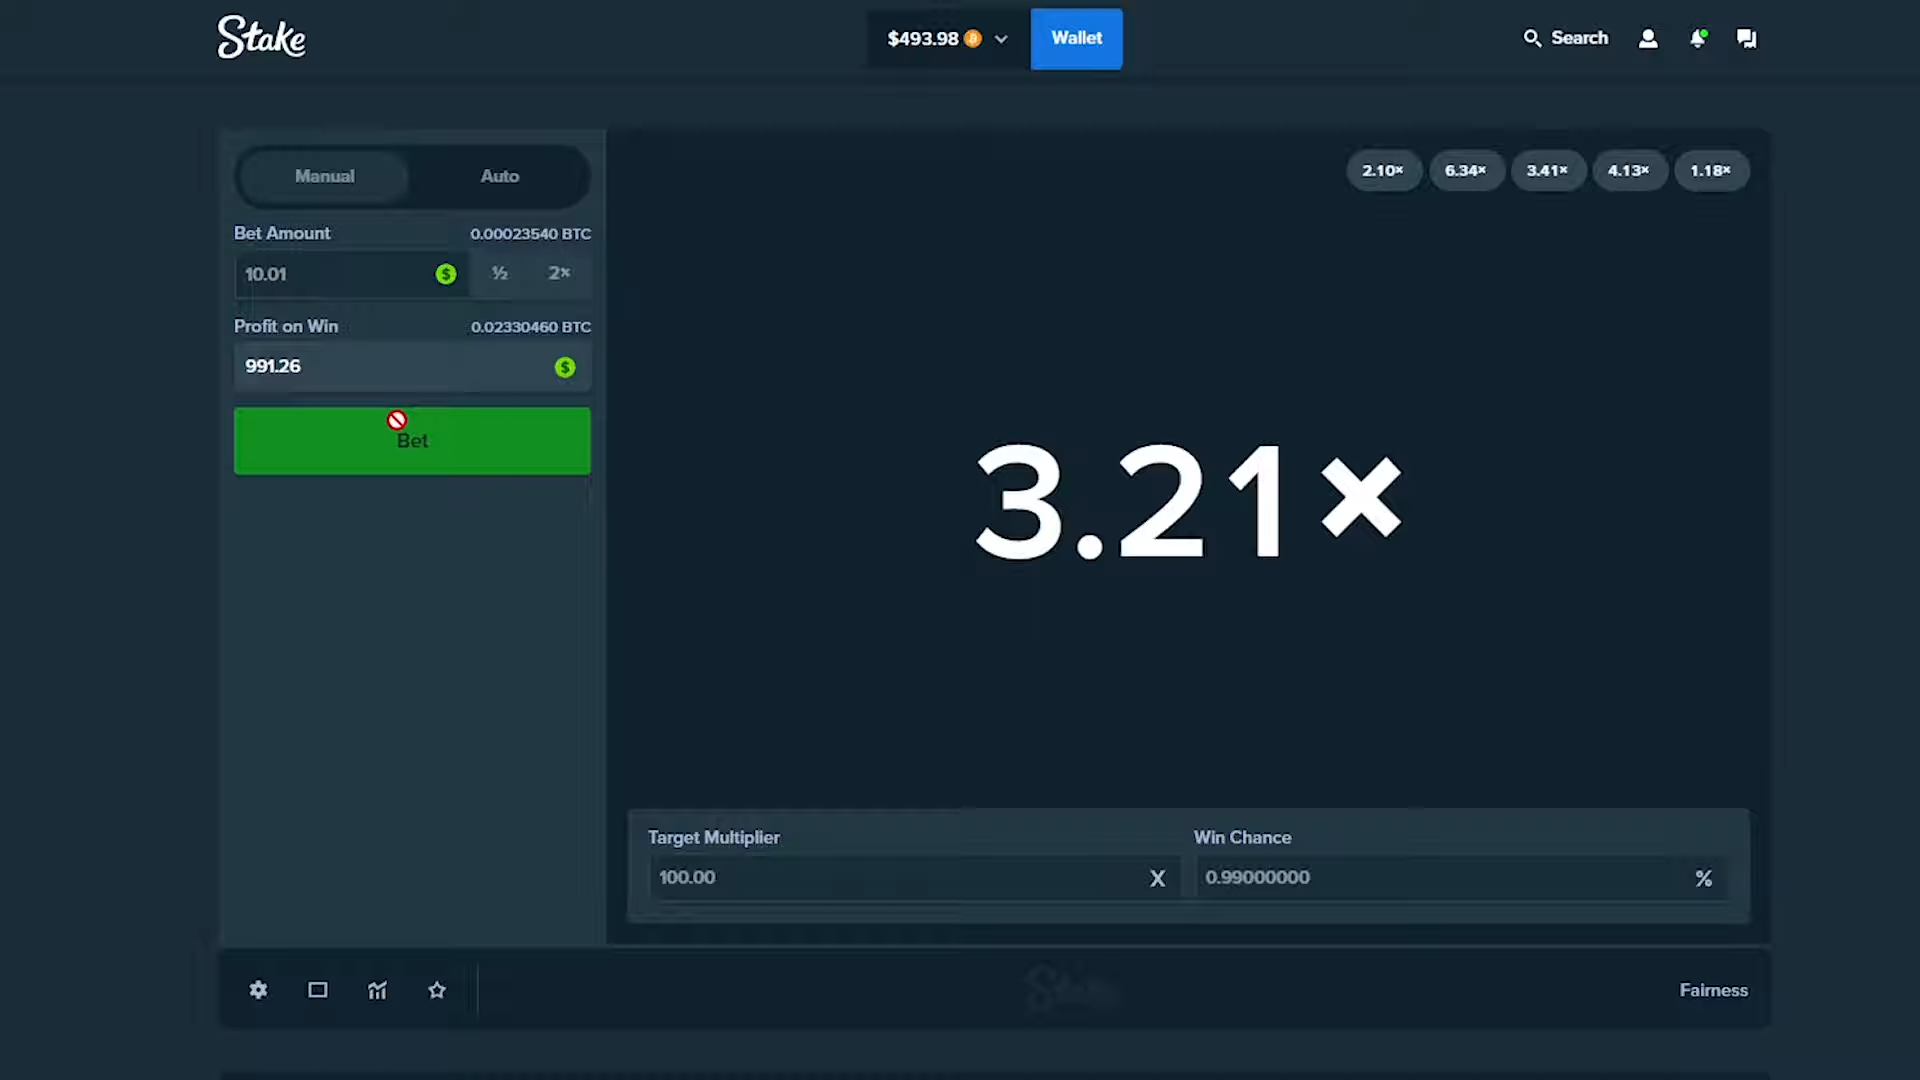 Stake
$493.98
Wallet
Search
Manual
Auto
2.10×
6.34×
3.41×
4.13×
1.18×
Bet Amount
0.00023540 BTC
10.01
$
½
2×
Profit on Win
0.02330460 BTC
991.26
$
Bet
3.21×
Target Multiplier
Win Chance
100.00
X
0.99000000
%
Stake
Fairness